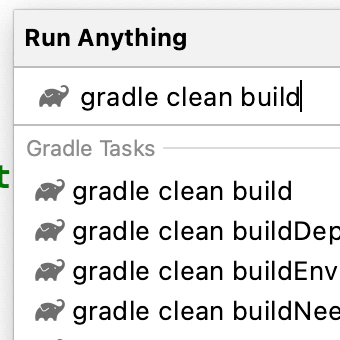 Run Anything
gradle clean build
Gradle Tasks
t
gradle clean build
gradle clean buildDep
gradle clean buildEnv
gradle clean buildNee